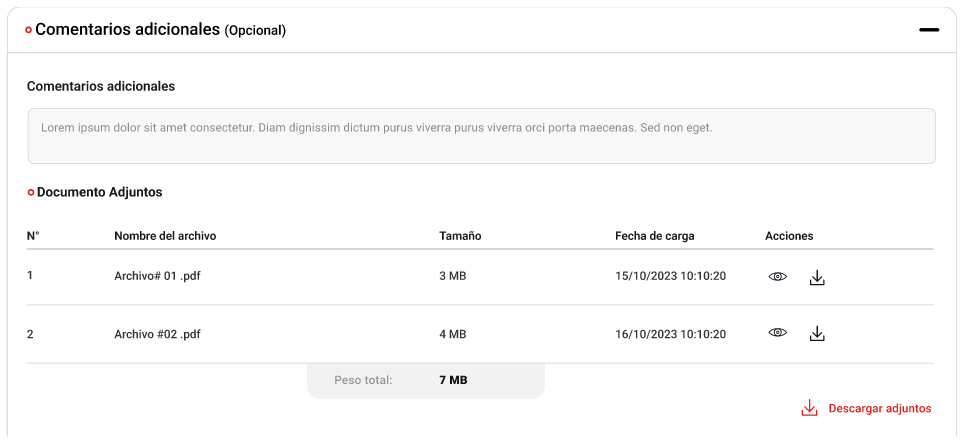 Comentarios adicionales (Opcional)
Comentarios adicionales
Lorem ipsum dolor sit amet consectetur. Diam dignissim dictum purus viverra purus viverra orci porta maecenas. Sed non eget.
Documento Adjuntos
N° Nombre del archivo Tamaño Fecha de carga Acciones
1 Archivo# 01 .pdf 3 MB 15/10/2023 10:10:20
2 Archivo #02 .pdf 4 MB 16/10/2023 10:10:20
Peso total: 7 MB
Descargar adjuntos